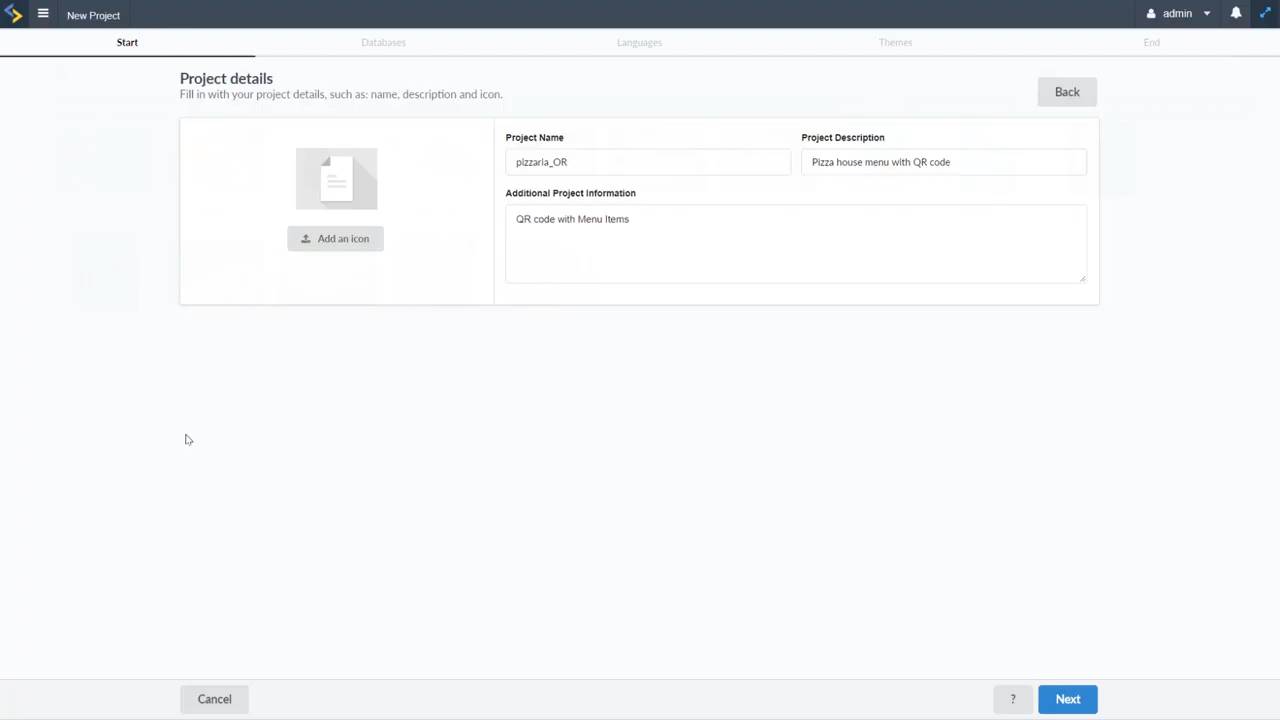 New Project
admin
Start
Databases
Languages
Themes
End
Project details
Fill in with your project details, such as: name, description and icon.
Back
Project Name
Project Description
pizzaria_OR
Pizza house menu with QR code
Additional Project Information
QR code with Menu Items
Add an icon
Cancel
?
Next